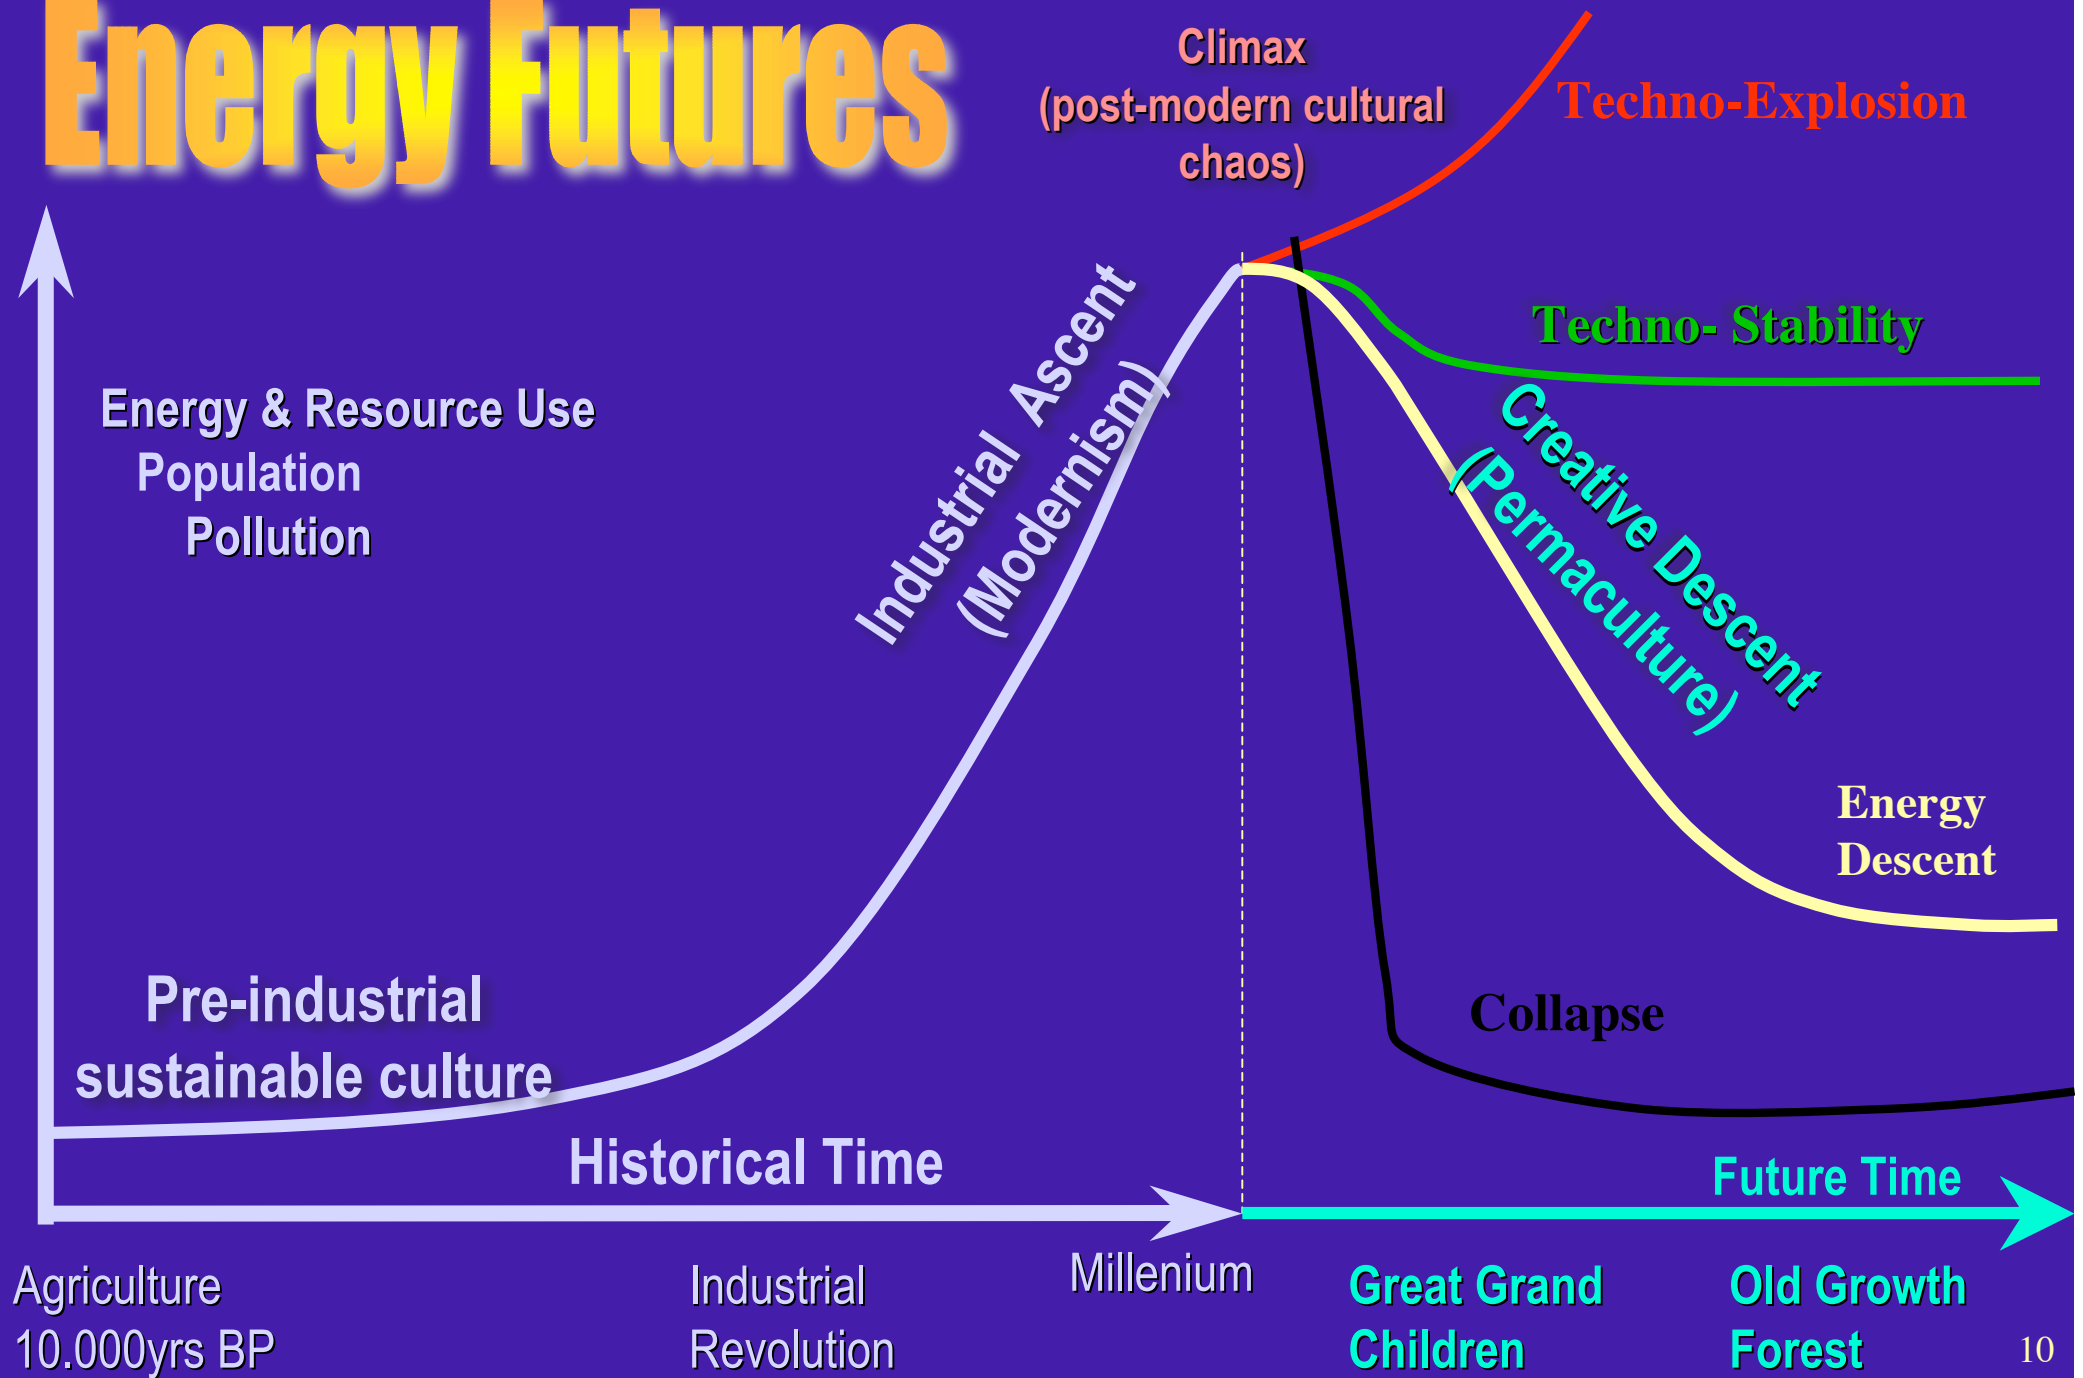 Energy Futures
Climax
(post-modern cultural
chaos)
Techno-Explosion
Techno- Stability
Energy & Resource Use
Population
Pollution
Industrial Ascent
(Modernism)
Creative Descent
(Permaculture)
Energy
Descent
Pre-industrial
sustainable culture
Collapse
Historical Time
Future Time
Agriculture
10.000yrs BP
Industrial
Revolution
Millenium
Great Grand
Children
Old Growth
Forest
10